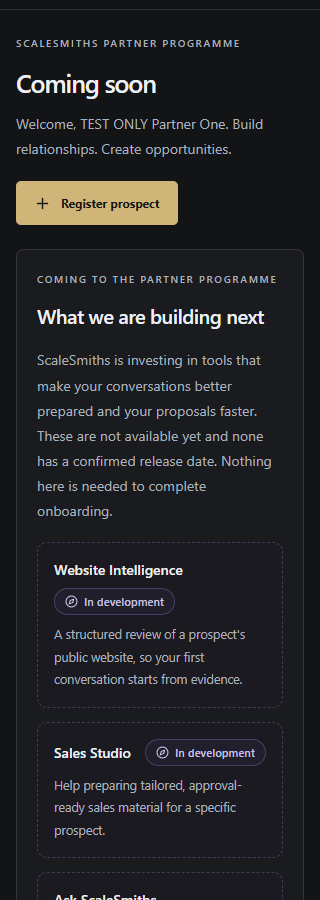 SCALESMITHS PARTNER PROGRAMME
Coming soon
Welcome, TEST ONLY Partner One. Build
relationships. Create opportunities.
Register prospect
COMING TO THE PARTNER PROGRAMME
What we are building next
ScaleSmiths is investing in tools that
make your conversations better
prepared and your proposals faster.
These are not available yet and none
has a confirmed release date. Nothing
here is needed to complete
onboarding.
Website Intelligence
In development
A structured review of a prospect's
public website, so your first
conversation starts from evidence.
Sales Studio
In development
Help preparing tailored, approval-
ready sales material for a specific
prospect.
Ask ScaleSmiths